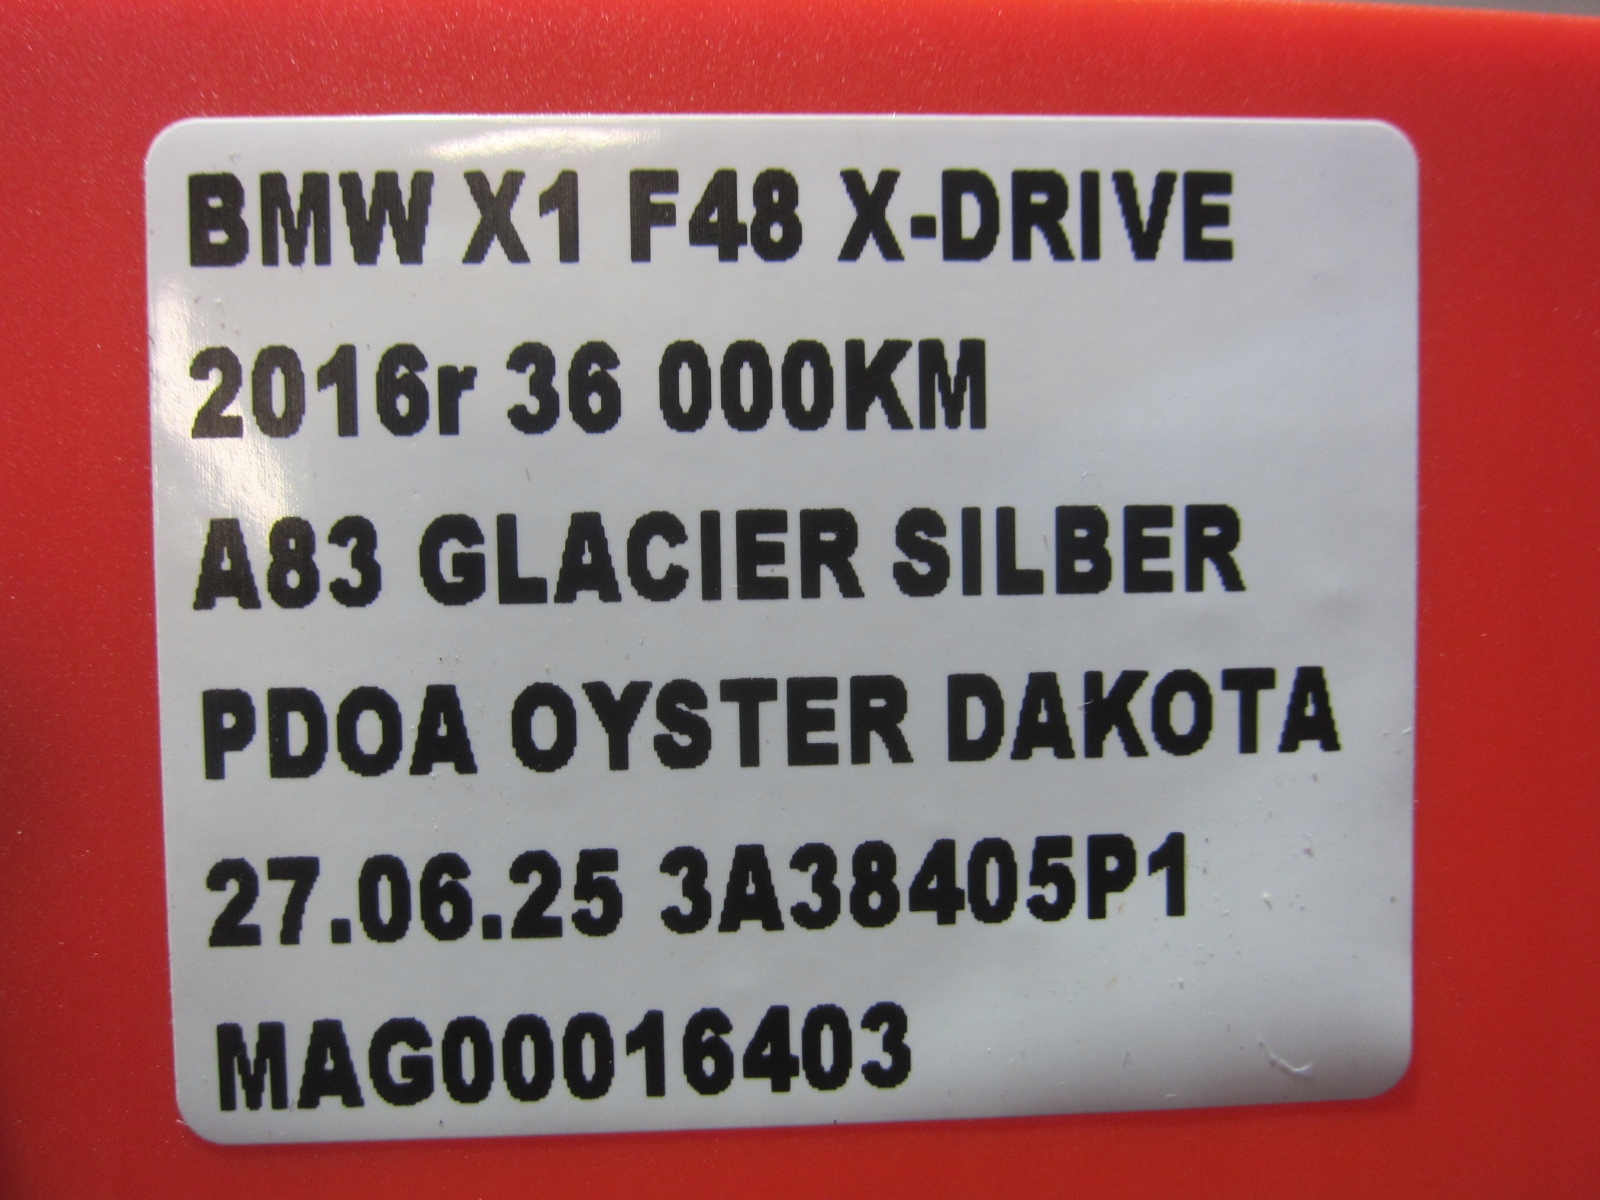 BMW X1 F48 X-DRIVE
2016r 36 000KM
A83 GLACIER SILBER
PDOA OYSTER DAKOTA
27.06.25 3A38405P1
MAG00016403